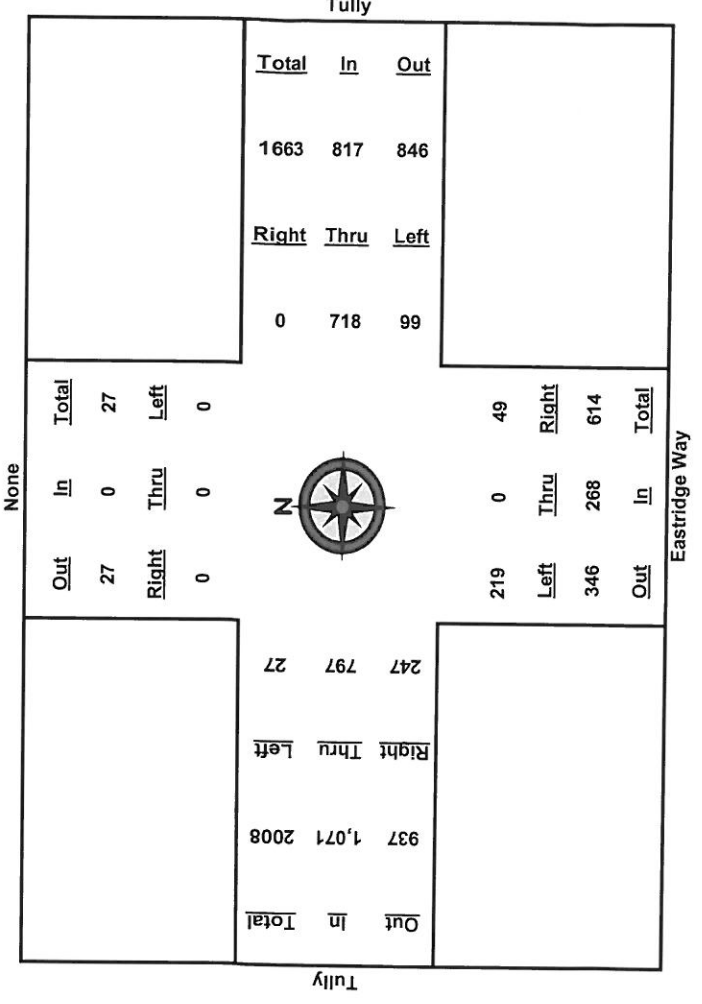 Tully
Total In Out
1663 817 846
Right Thru Left
0 718 99
None
Out In Total
27 0 27
Right Thru Left
0 0 0
N
219 0 49
Left Thru Right
346 268 614
Out In Total
Eastridge Way
247 797 27
Right Thru Left
937 1,071 2008
Out In Total
Tully